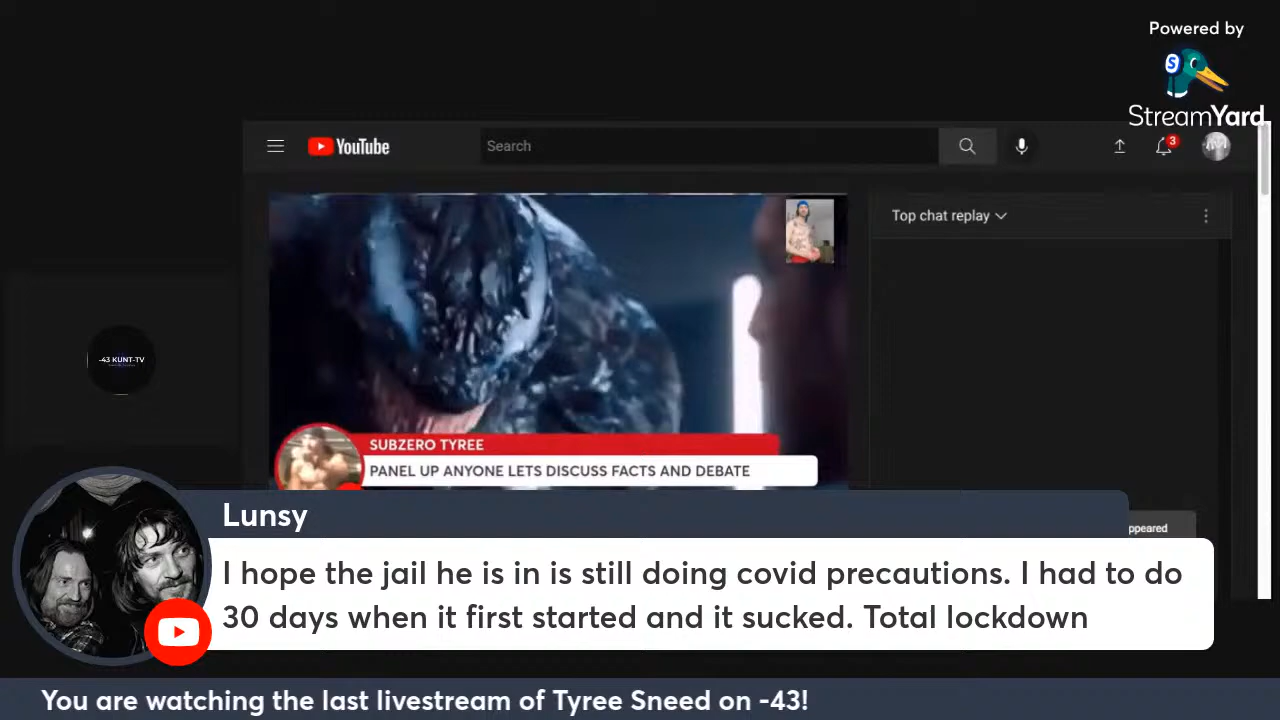 Powered by
S
StreamYard
YouTube
Search
3
Top chat replay
-43 KUNT-TV
SUBZERO TYREE
PANEL UP ANYONE LETS DISCUSS FACTS AND DEBATE
Lunsy
ppeared
I hope the jail he is in is still doing covid precautions. I had to do
30 days when it first started and it sucked. Total lockdown
You are watching the last livestream of Tyree Sneed on -43!